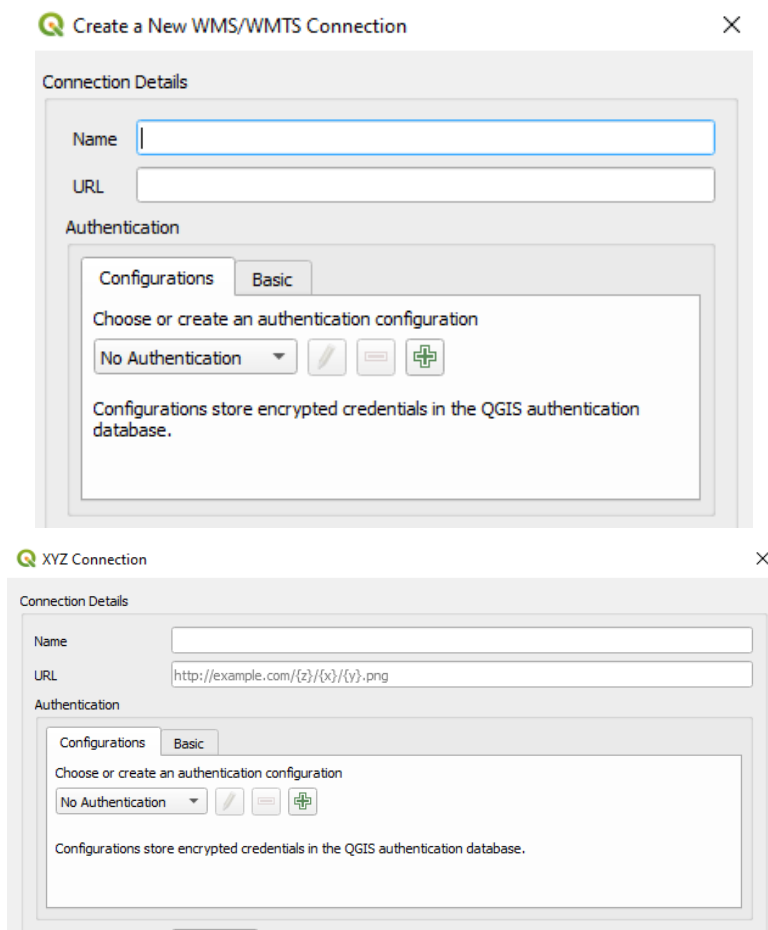 Create a New WMS/WMTS Connection
Connection Details
Name
URL
Authentication
Configurations Basic
Choose or create an authentication configuration
No Authentication
Configurations store encrypted credentials in the QGIS authentication
database.
XYZ Connection
Connection Details
Name
URL http://example.com/{z}/{x}/{y}.png
Authentication
Configurations Basic
Choose or create an authentication configuration
No Authentication
Configurations store encrypted credentials in the QGIS authentication database.